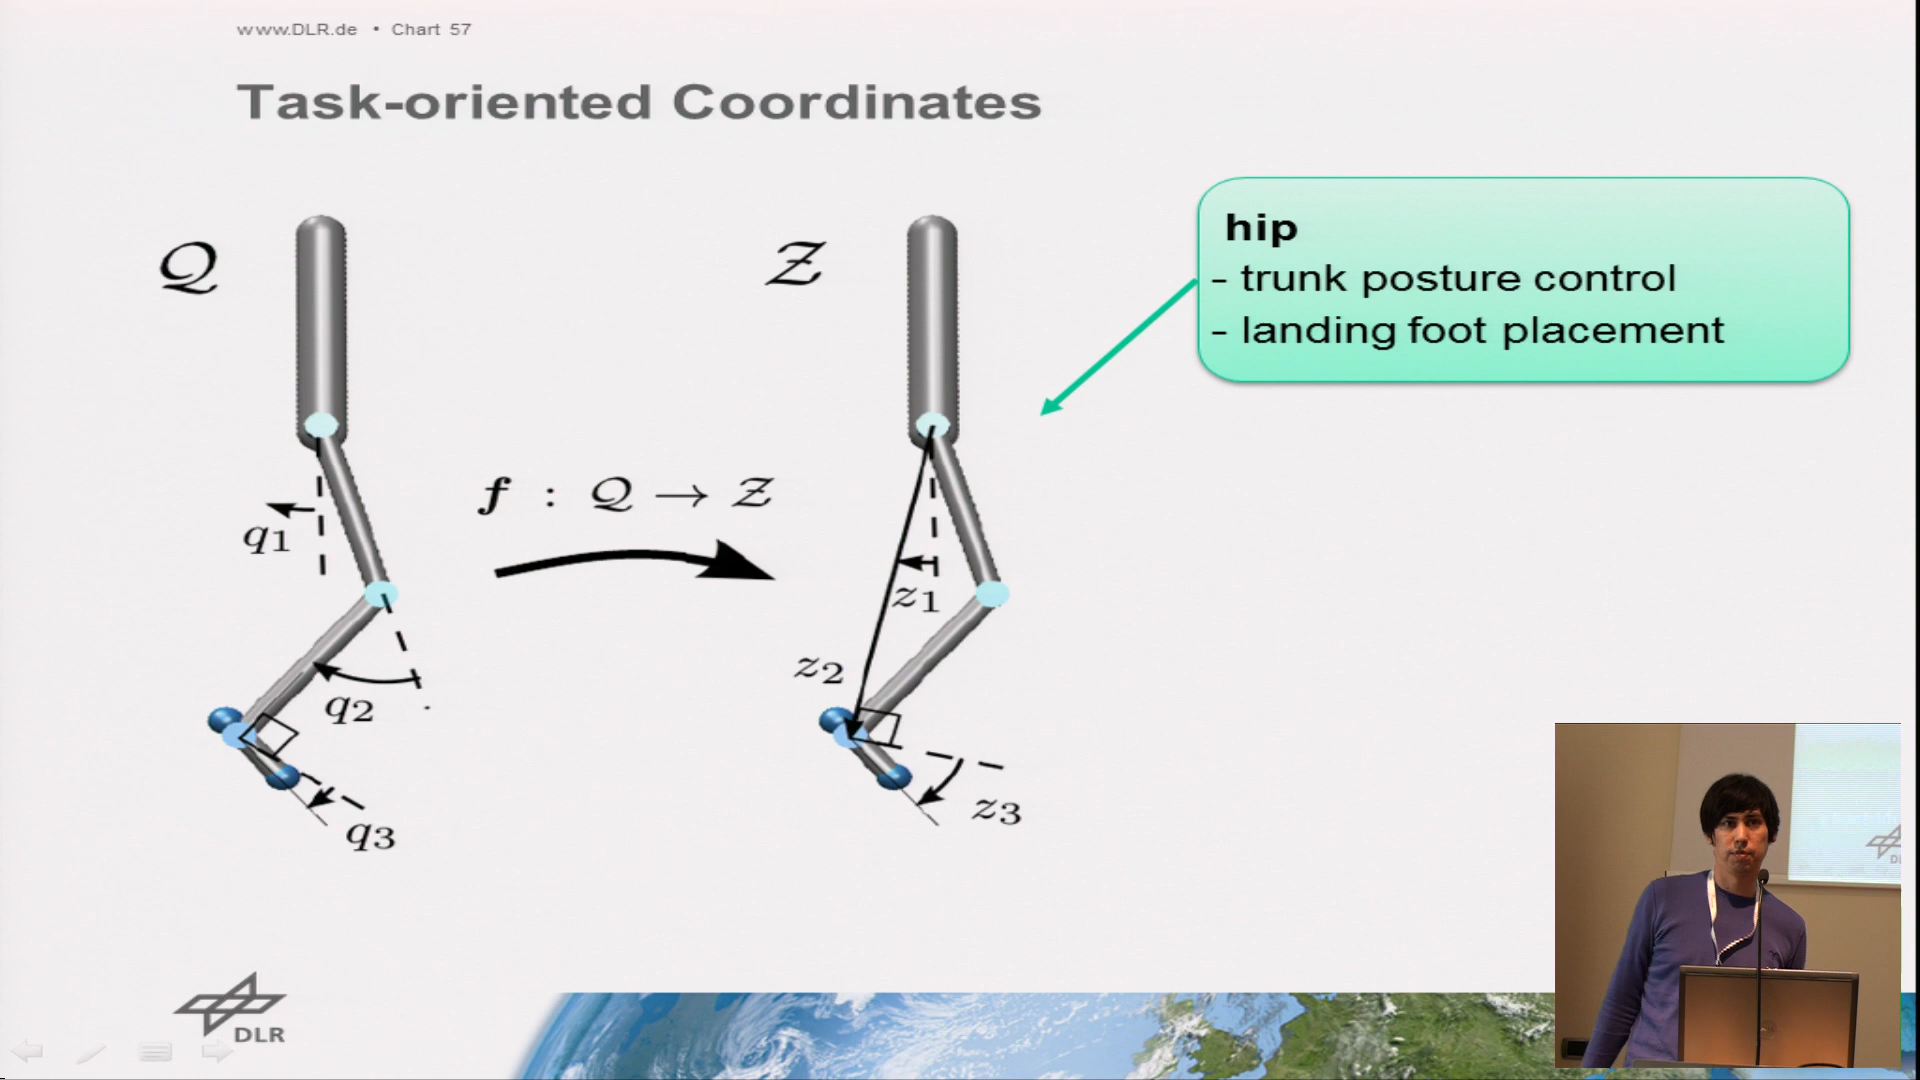 www.DLR.de • Chart 57
Task-oriented Coordinates
𝒬
q1
q2
q3
f : 𝒬 → 𝒵
𝒵
z1
z2
z3
hip
- trunk posture control
- landing foot placement
DLR